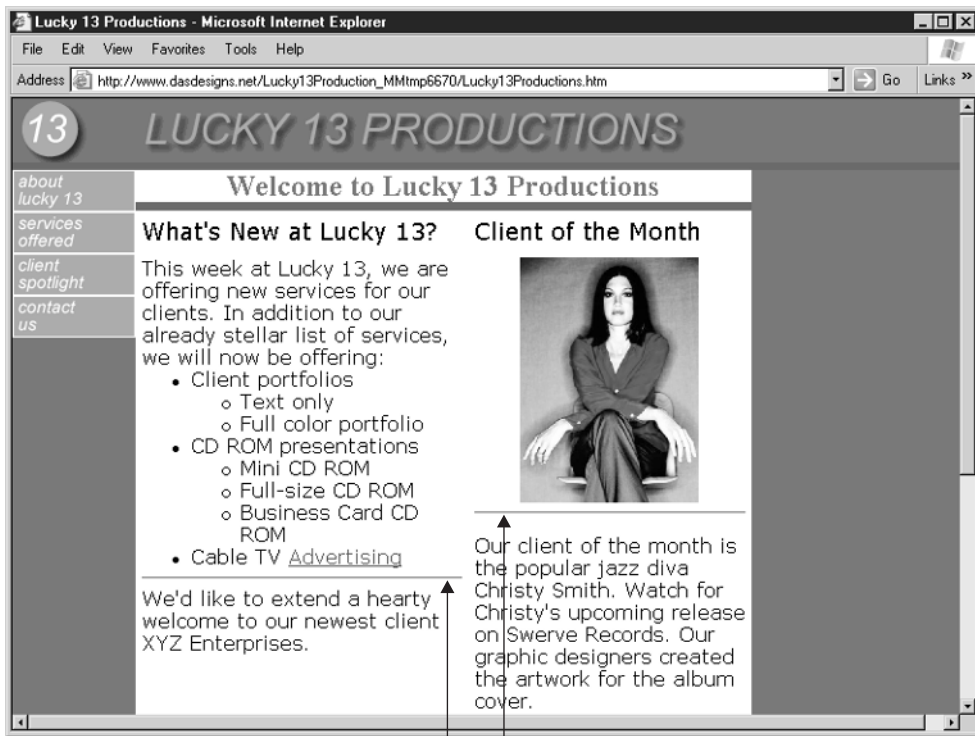 Lucky 13 Productions - Microsoft Internet Explorer
File Edit View Favorites Tools Help
Address http://www.dasdesigns.net/Lucky13Production_MMtmp6670/Lucky13Productions.htm Go Links »
13 LUCKY 13 PRODUCTIONS
about
lucky 13
services
offered
client
spotlight
contact
us
Welcome to Lucky 13 Productions
What's New at Lucky 13?
This week at Lucky 13, we are
offering new services for our
clients. In addition to our
already stellar list of services,
we will now be offering:
• Client portfolios
o Text only
o Full color portfolio
• CD ROM presentations
o Mini CD ROM
o Full-size CD ROM
o Business Card CD
ROM
• Cable TV Advertising
We'd like to extend a hearty
welcome to our newest client
XYZ Enterprises.
Client of the Month
Our client of the month is
the popular jazz diva
Christy Smith. Watch for
Christy's upcoming release
on Swerve Records. Our
graphic designers created
the artwork for the album
cover.